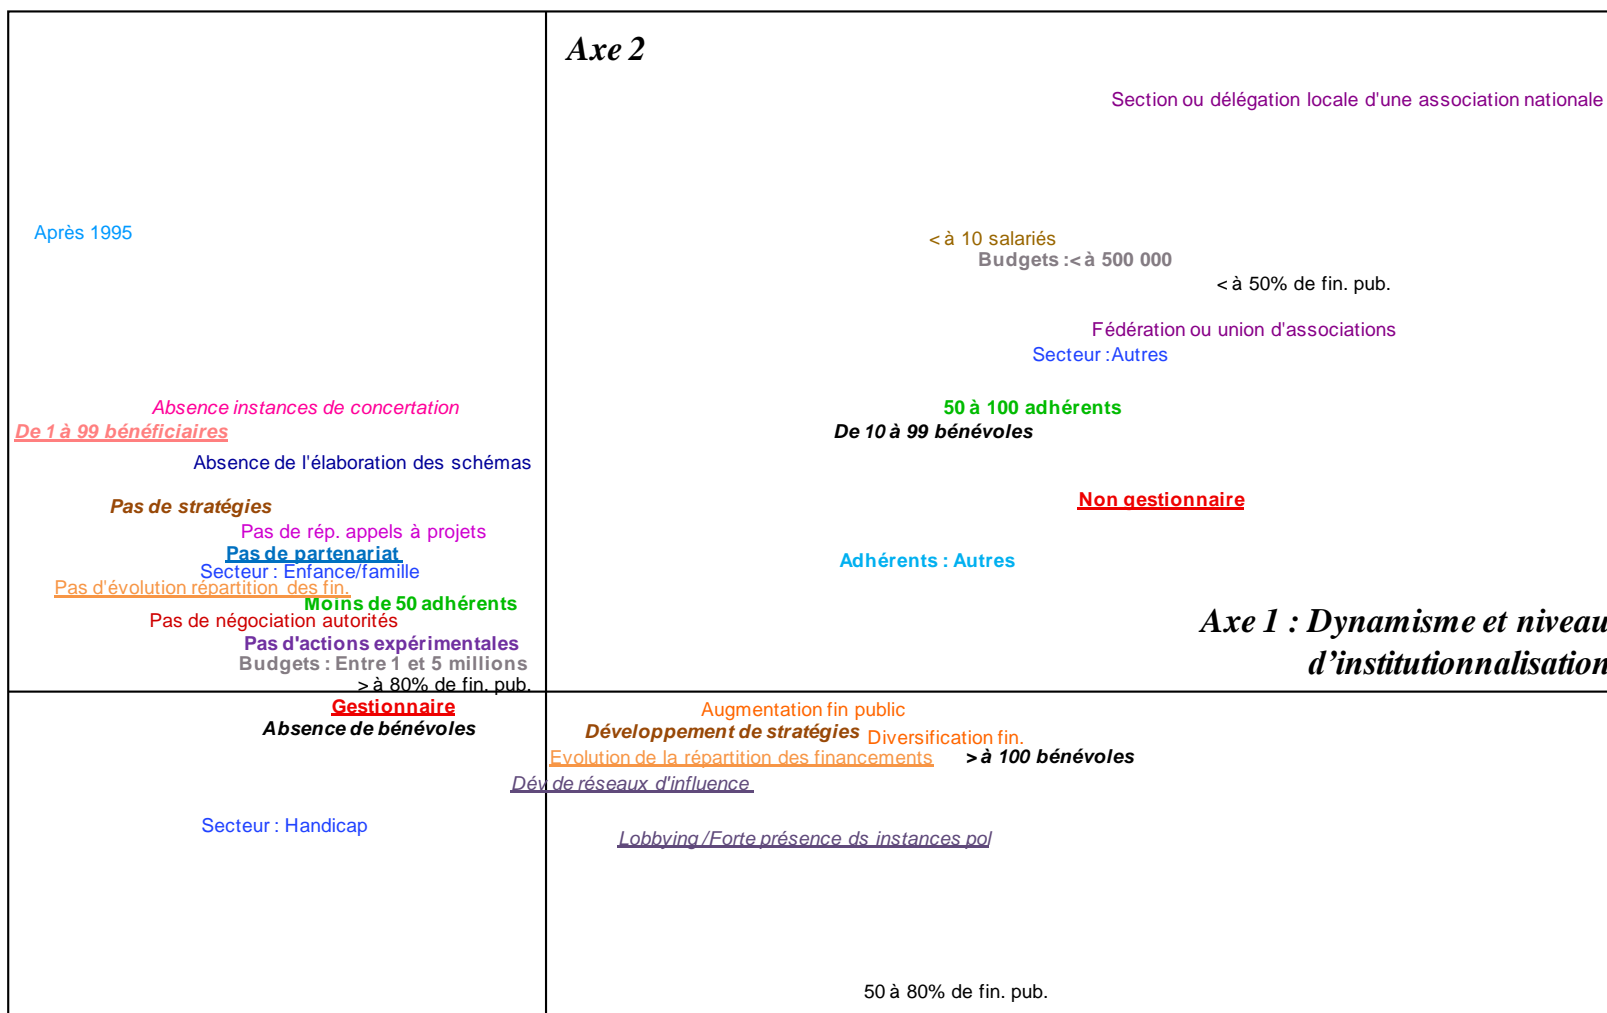 Axe 2
Section ou délégation locale d'une association nationale
Après 1995
< à 10 salariés
Budgets :< à 500 000
< à 50% de fin. pub.
Fédération ou union d'associations
Secteur :Autres
Absence instances de concertation
50 à 100 adhérents
De 1 à 99 bénéficiaires
De 10 à 99 bénévoles
Absence de l'élaboration des schémas
Pas de stratégies
Non gestionnaire
Pas de rép. appels à projets
Pas de partenariat
Adhérents : Autres
Secteur : Enfance/famille
Pas d'évolution répartition des fin.
Moins de 50 adhérents
Pas de négociation autorités
Axe 1 : Dynamisme et niveau
d’institutionnalisation
Pas d'actions expérimentales
Budgets : Entre 1 et 5 millions
> à 80% de fin. pub.
Gestionnaire
Augmentation fin public
Absence de bénévoles
Développement de stratégies
Diversification fin.
Evolution de la répartition des financements
> à 100 bénévoles
Dév de réseaux d'influence
Secteur : Handicap
Lobbying /Forte présence ds instances pol
50 à 80% de fin. pub.